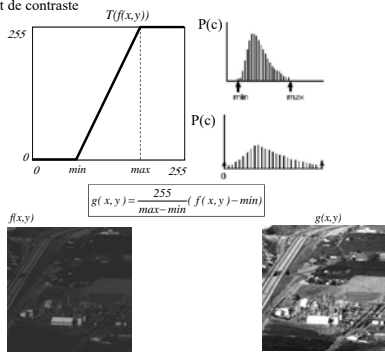 t de contraste
T(f(x,y))
255
0
0 min max 255
P(c)
min max
P(c)
0
g( x, y ) = 255 / max−min ( f( x, y )−min )
f(x,y)
g(x,y)